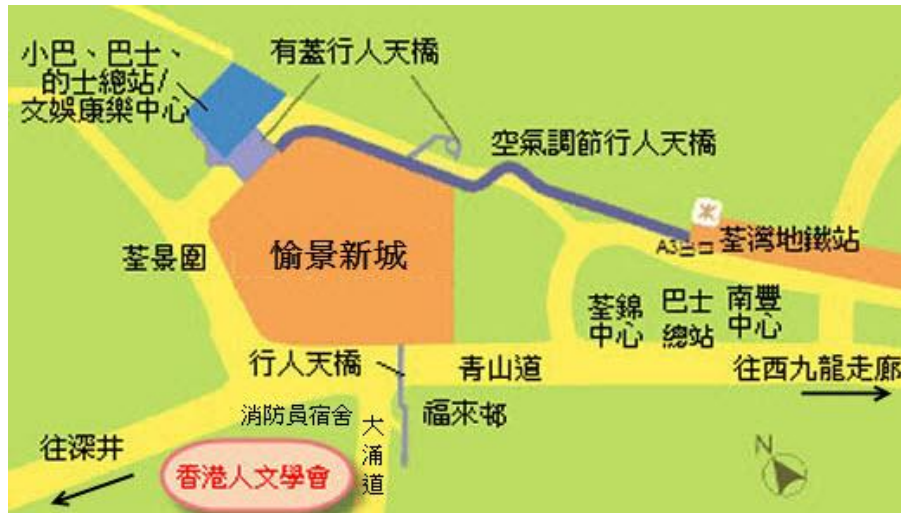 小巴、巴士、
的士總站/
文娛康樂中心
有蓋行人天橋
空氣調節行人天橋
A3出口
荃灣地鐵站
荃景圍
愉景新城
荃錦
中心
巴士
總站
南豐
中心
行人天橋
青山道
往西九龍走廊
消防員宿舍
大涌道
福來邨
往深井
香港人文學會
N